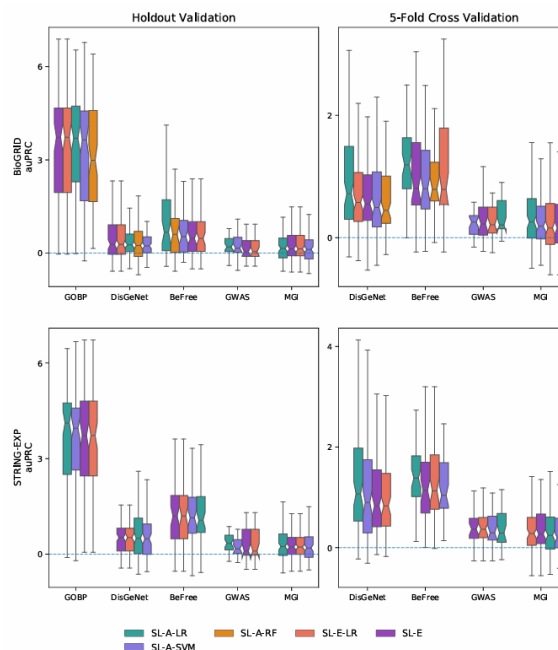 Holdout Validation
5-Fold Cross Validation
BioGRID
auPRC
6
3
0
GOBP
DisGeNet
BeFree
GWAS
MGI
2
0
DisGeNet
BeFree
GWAS
MGI
STRING-EXP
auPRC
6
3
0
GOBP
DisGeNet
BeFree
GWAS
MGI
4
2
0
DisGeNet
BeFree
GWAS
MGI
SL-A-LR
SL-A-RF
SL-E-LR
SL-E
SL-A-SVM